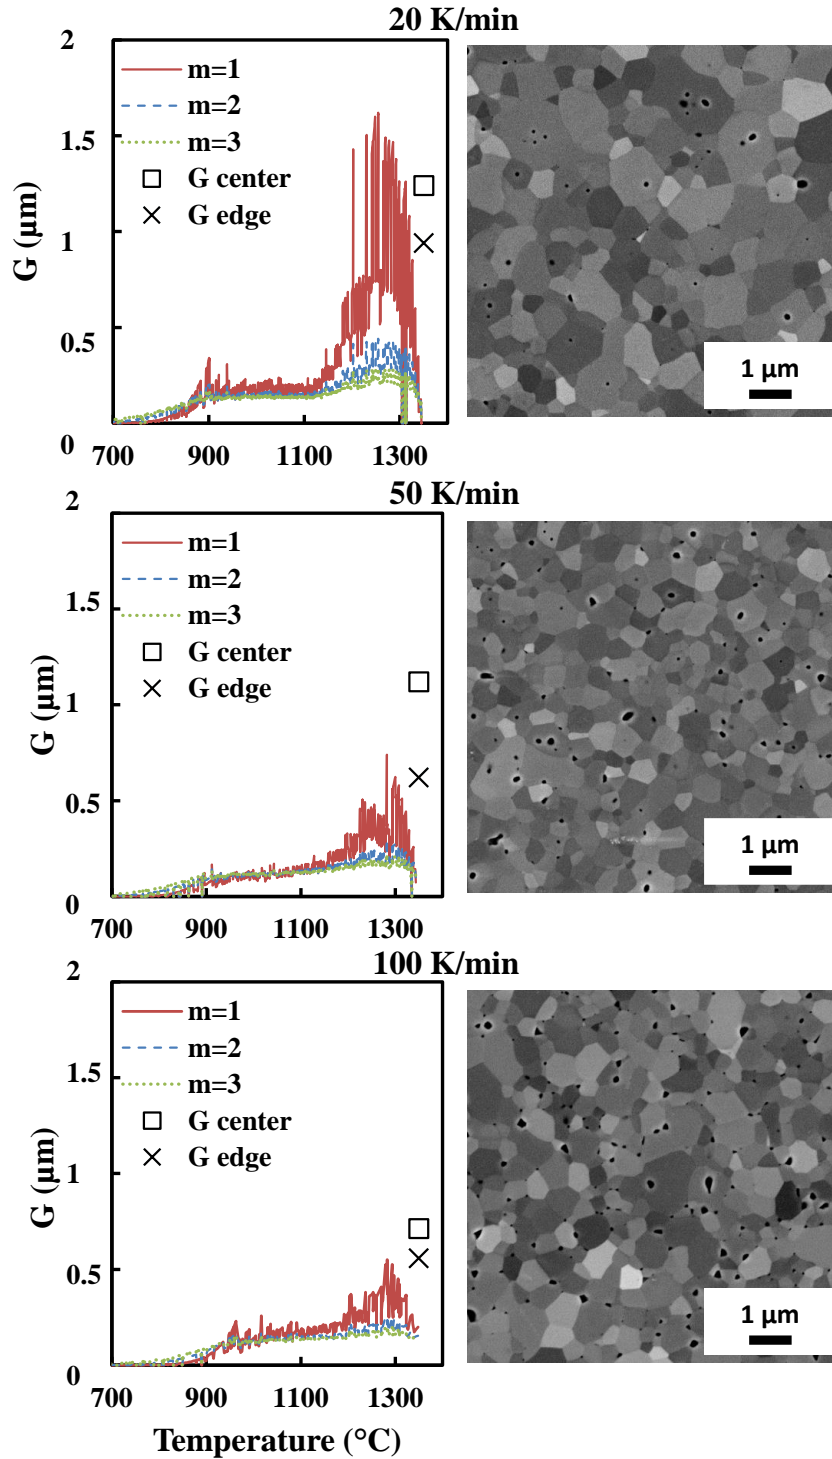 20 K/min
2
1.5
1
0.5
0
G (µm)
m=1
m=2
m=3
G center
G edge
700
900
1100
1300
1 µm
50 K/min
2
1.5
1
0.5
0
G (µm)
m=1
m=2
m=3
G center
G edge
700
900
1100
1300
1 µm
100 K/min
2
1.5
1
0.5
0
G (µm)
m=1
m=2
m=3
G center
G edge
700
900
1100
1300
Temperature (°C)
1 µm